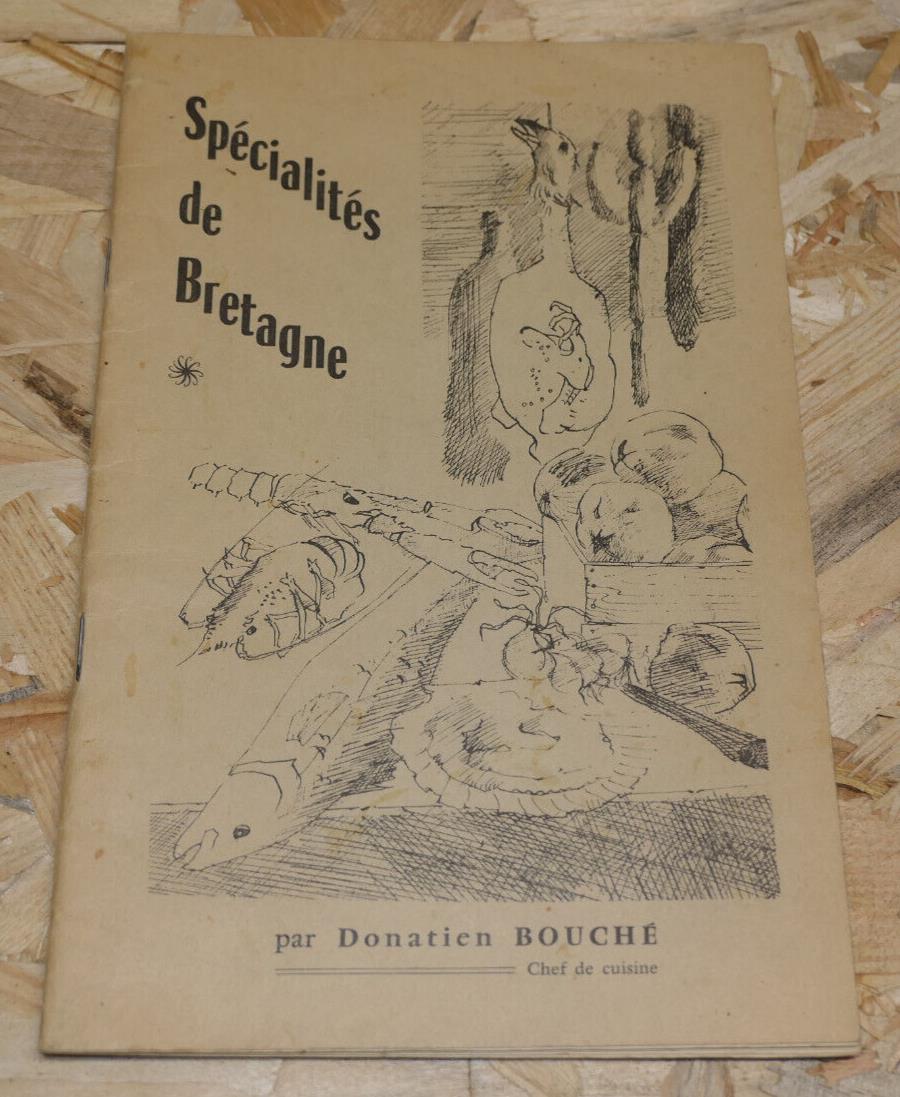 Spécialités
de
Bretagne
par Donatien BOUCHÉ
Chef de cuisine